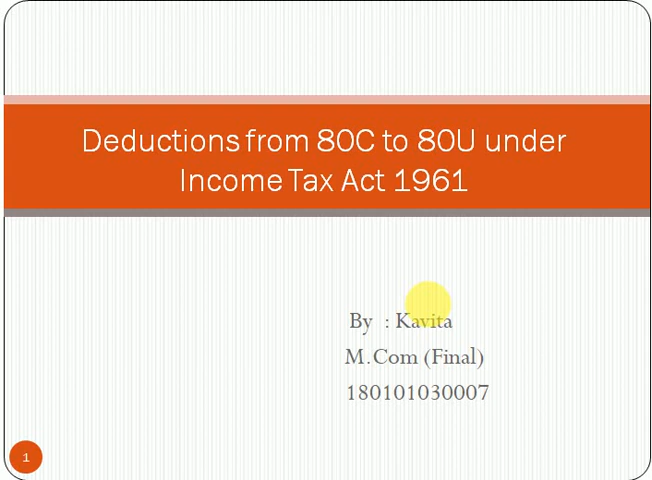 Deductions from 80C to 80U under
Income Tax Act 1961
By : Kavita
M.Com (Final)
180101030007
1